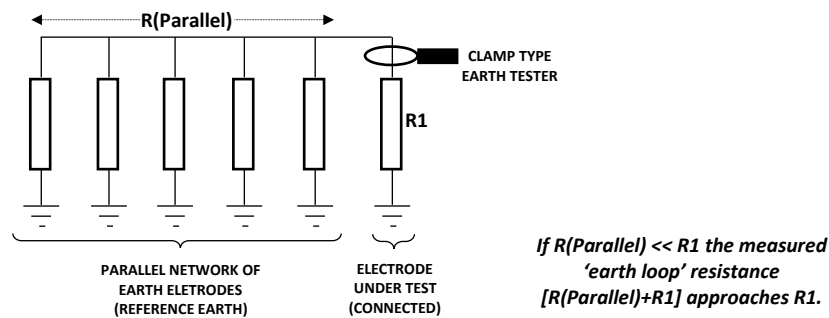 R(Parallel)
CLAMP TYPE
EARTH TESTER
R1
PARALLEL NETWORK OF
EARTH ELETRODES
(REFERENCE EARTH)
ELECTRODE
UNDER TEST
(CONNECTED)
If R(Parallel) << R1 the measured
‘earth loop’ resistance
[R(Parallel)+R1] approaches R1.